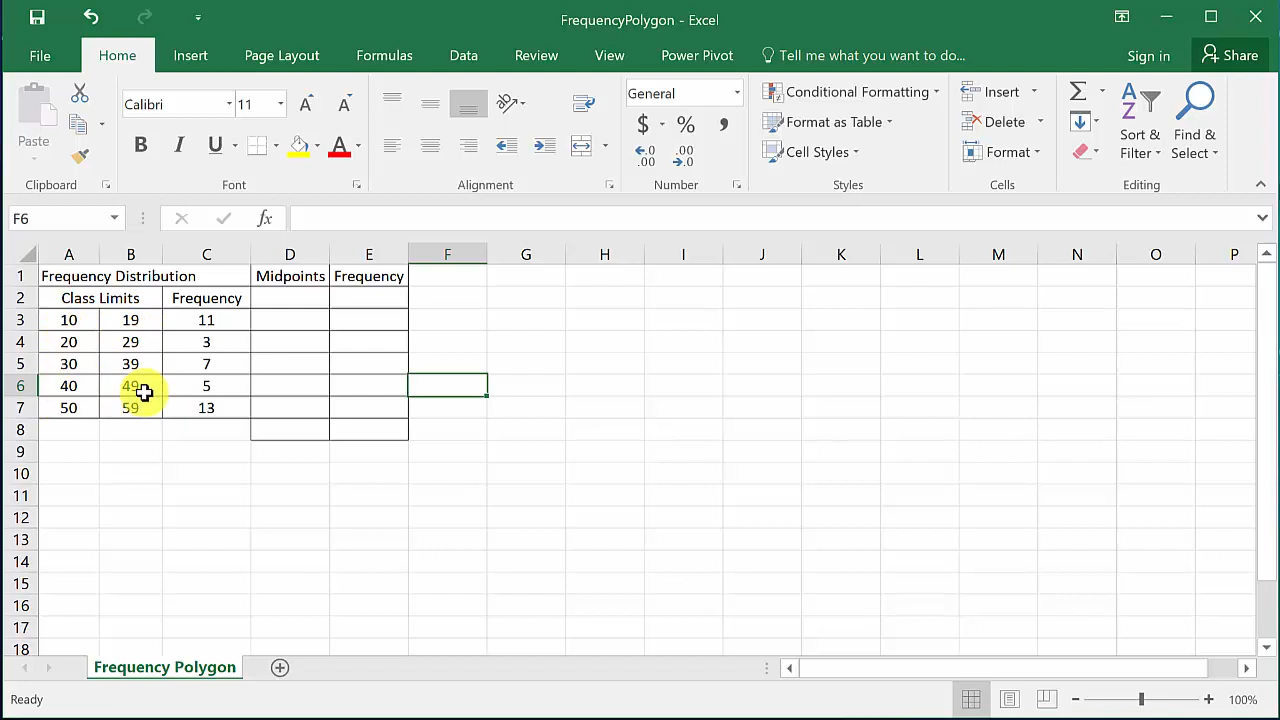 FrequencyPolygon - Excel
File Home Insert Page Layout Formulas Data Review View Power Pivot Tell me what you want to do... Sign in Share
Paste
Calibri 11
B I U A
General
$ % ,
Conditional Formatting
Format as Table
Cell Styles
Insert
Delete
Format
Sort & Filter
Find & Select
Clipboard Font Alignment Number Styles Cells Editing
F6 fx
A B C D E F G H I J K L M N O P
1 Frequency Distribution Midpoints Frequency
2 Class Limits Frequency
3 10 19 11
4 20 29 3
5 30 39 7
6 40 49 5
7 50 59 13
8
9
10
11
12
13
14
15
16
17
18
Frequency Polygon
Ready 100%